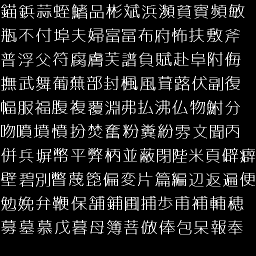 錨鋲蒜蛭鰭品彬斌浜瀕貧賓頻敏
瓶不付埠夫婦富冨布府怖扶敷斧
普浮父符腐膚芙譜負賦赴阜附侮
撫武舞葡蕪部封楓風葺蕗伏副復
幅服福腹複覆淵弗払沸仏物鮒分
吻噴墳憤扮焚奮粉糞紛雰文聞丙
併兵塀幣平弊柄並蔽閉陛米頁僻
壁癖碧別瞥蔑箆偏変片篇編辺返遍便
勉娩弁鞭保舗鋪圃捕歩甫補輔穂
募墓慕戊暮母簿菩倣俸包呆報奉